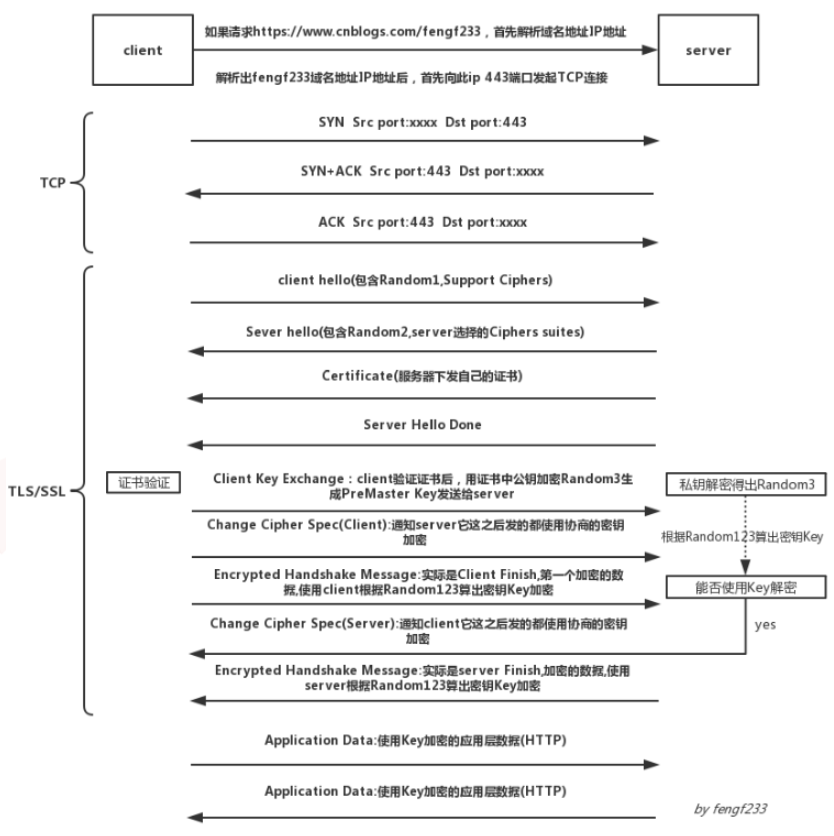 client
如果请求https://www.cnblogs.com/fengf233，首先解析域名地址IP地址
server
解析出fengf233域名地址IP地址后，首先向此ip 443端口发起TCP连接
TCP
SYN Src port:xxxx Dst port:443
SYN+ACK Src port:443 Dst port:xxxx
ACK Src port:443 Dst port:xxxx
TLS/SSL
client hello(包含Random1,Support Ciphers)
Sever hello(包含Random2,server选择的Ciphers suites)
Certificate(服务器下发自己的证书)
Server Hello Done
证书验证
Client Key Exchange：client验证证书后，用证书中公钥加密Random3生
成PreMaster Key发送给server
私钥解密得出Random3
Change Cipher Spec(Client):通知server它这之后发的都使用协商的密钥
加密
根据Random123算出密钥Key
Encrypted Handshake Message:实际是Client Finish,第一个加密的数
据,使用client根据Random123算出密钥Key加密
能否使用Key解密
Change Cipher Spec(Server):通知client它这之后发的都使用协商的密钥
加密
yes
Encrypted Handshake Message:实际是server Finish,加密的数据,使用
server根据Random123算出密钥Key加密
Application Data:使用Key加密的应用层数据(HTTP)
Application Data:使用Key加密的应用层数据(HTTP)
by fengf233